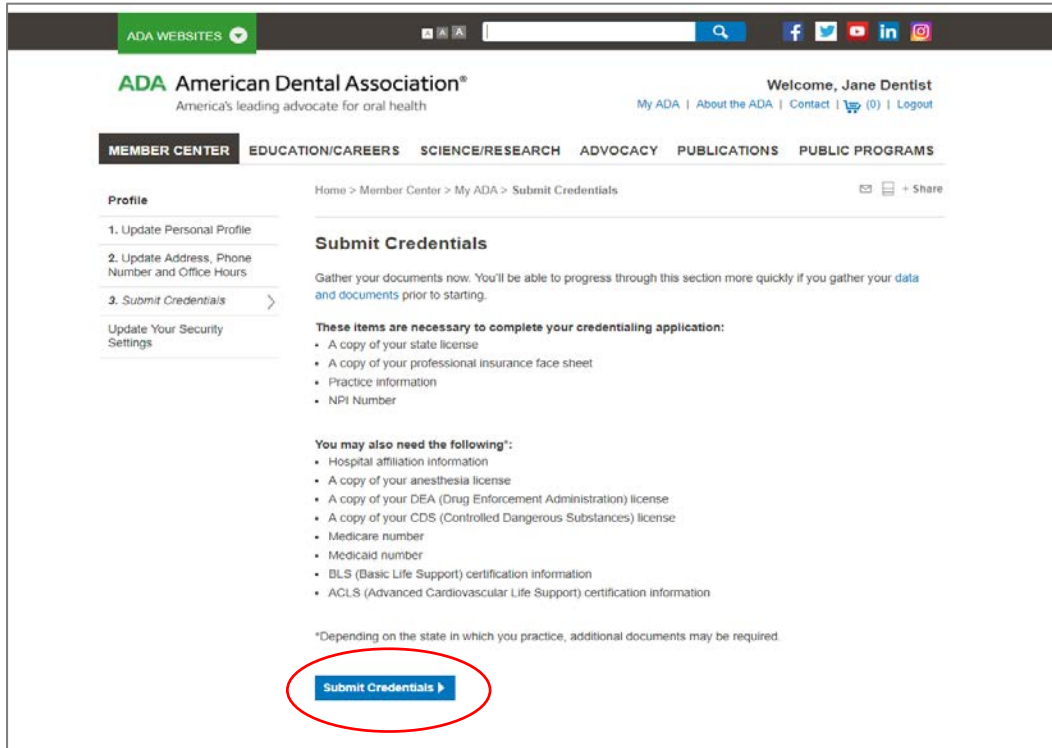 ADA WEBSITES
A A A
ADA American Dental Association®
America's leading advocate for oral health
Welcome, Jane Dentist
My ADA | About the ADA | Contact | (0) | Logout
MEMBER CENTER EDUCATION/CAREERS SCIENCE/RESEARCH ADVOCACY PUBLICATIONS PUBLIC PROGRAMS
Profile
1. Update Personal Profile
2. Update Address, Phone
Number and Office Hours
3. Submit Credentials
Update Your Security
Settings
Home > Member Center > My ADA > Submit Credentials
+ Share
Submit Credentials
Gather your documents now. You'll be able to progress through this section more quickly if you gather your data
and documents prior to starting.
These items are necessary to complete your credentialing application:
• A copy of your state license
• A copy of your professional insurance face sheet
• Practice information
• NPI Number
You may also need the following*:
• Hospital affiliation information
• A copy of your anesthesia license
• A copy of your DEA (Drug Enforcement Administration) license
• A copy of your CDS (Controlled Dangerous Substances) license
• Medicare number
• Medicaid number
• BLS (Basic Life Support) certification information
• ACLS (Advanced Cardiovascular Life Support) certification information
*Depending on the state in which you practice, additional documents may be required.
Submit Credentials